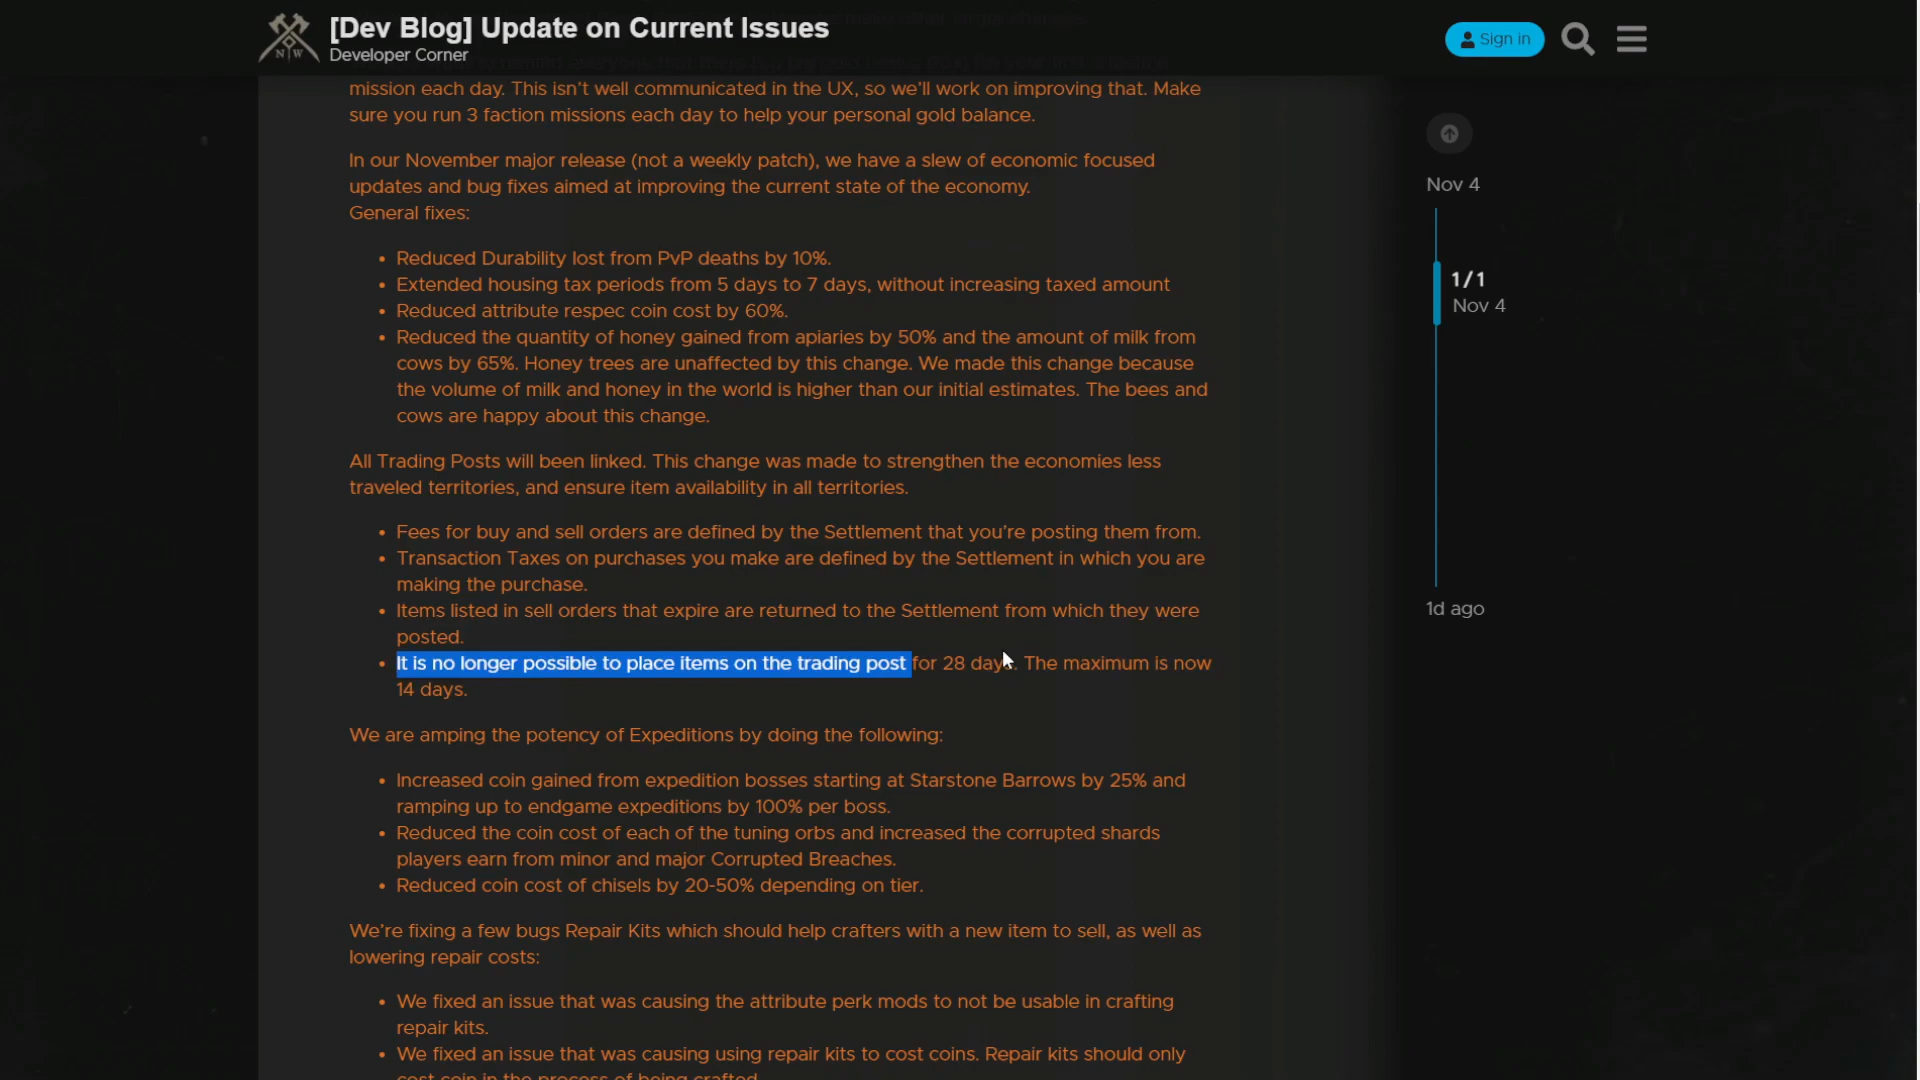 [Dev Blog] Update on Current Issues
Developer Corner
N W
Sign in
mission each day. This isn't well communicated in the UX, so we'll work on improving that. Make
sure you run 3 faction missions each day to help your personal gold balance.
In our November major release (not a weekly patch), we have a slew of economic focused
updates and bug fixes aimed at improving the current state of the economy.
General fixes:
• Reduced Durability lost from PvP deaths by 10%.
• Extended housing tax periods from 5 days to 7 days, without increasing taxed amount
• Reduced attribute respec coin cost by 60%.
• Reduced the quantity of honey gained from apiaries by 50% and the amount of milk from
cows by 65%. Honey trees are unaffected by this change. We made this change because
the volume of milk and honey in the world is higher than our initial estimates. The bees and
cows are happy about this change.
All Trading Posts will been linked. This change was made to strengthen the economies less
traveled territories, and ensure item availability in all territories.
• Fees for buy and sell orders are defined by the Settlement that you're posting them from.
• Transaction Taxes on purchases you make are defined by the Settlement in which you are
making the purchase.
• Items listed in sell orders that expire are returned to the Settlement from which they were
posted.
• It is no longer possible to place items on the trading post for 28 days. The maximum is now
14 days.
We are amping the potency of Expeditions by doing the following:
• Increased coin gained from expedition bosses starting at Starstone Barrows by 25% and
ramping up to endgame expeditions by 100% per boss.
• Reduced the coin cost of each of the tuning orbs and increased the corrupted shards
players earn from minor and major Corrupted Breaches.
• Reduced coin cost of chisels by 20-50% depending on tier.
We're fixing a few bugs Repair Kits which should help crafters with a new item to sell, as well as
lowering repair costs:
• We fixed an issue that was causing the attribute perk mods to not be usable in crafting
repair kits.
• We fixed an issue that was causing using repair kits to cost coins. Repair kits should only
cost coin in the process of being crafted.
Nov 4
1/1
Nov 4
1d ago